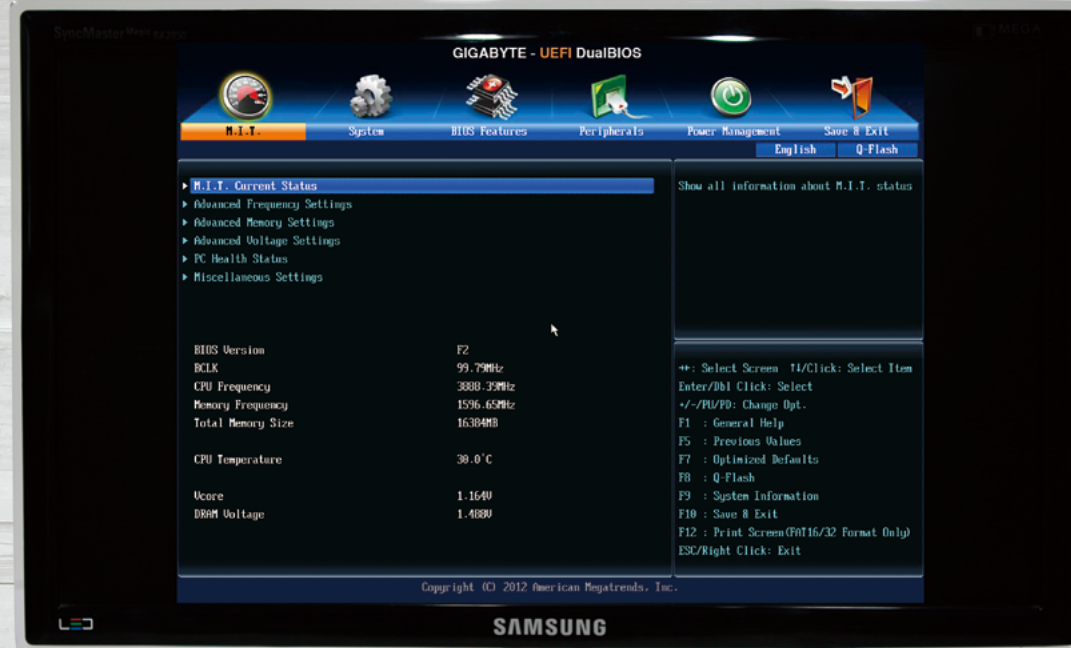 SyncMaster Magic
GIGABYTE - UEFI DualBIOS
M.I.T. System BIOS Features Peripherals Power Management Save & Exit
English Q-Flash
M.I.T. Current Status
Advanced Frequency Settings
Advanced Memory Settings
Advanced Voltage Settings
PC Health Status
Miscellaneous Settings
BIOS Version F2
BCLK 99.79MHz
CPU Frequency 3888.39MHz
Memory Frequency 1596.65MHz
Total Memory Size 16384MB
CPU Temperature 30.0°C
Vcore 1.164V
DRAM Voltage 1.488V
Show all information about M.I.T. status
→←: Select Screen ↑↓/Click: Select Item
Enter/Dbl Click: Select
+/-/PU/PD: Change Opt.
F1 : General Help
F5 : Previous Values
F7 : Optimized Defaults
F8 : Q-Flash
F9 : System Information
F10 : Save & Exit
F12 : Print Screen(FAT16/32 Format Only)
ESC/Right Click: Exit
Copyright (C) 2012 American Megatrends, Inc.
LED
SAMSUNG